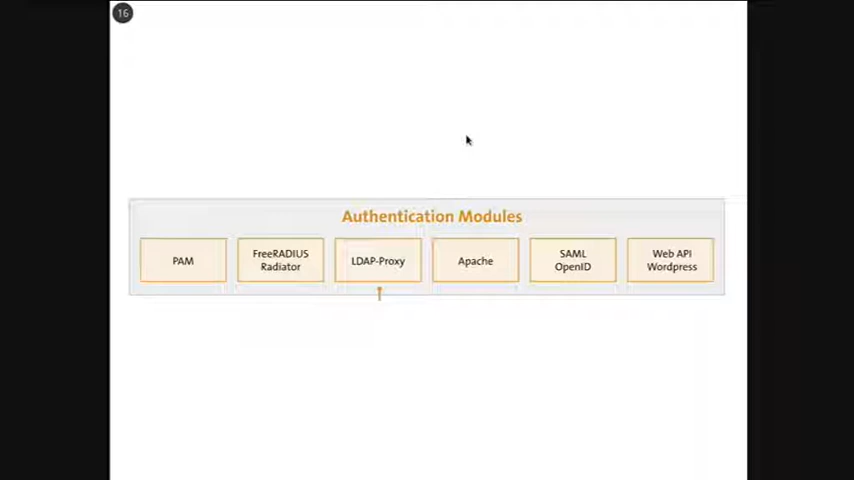 16
Authentication Modules
PAM
FreeRADIUS
Radiator
LDAP-Proxy
Apache
SAML
OpenID
Web API
Wordpress